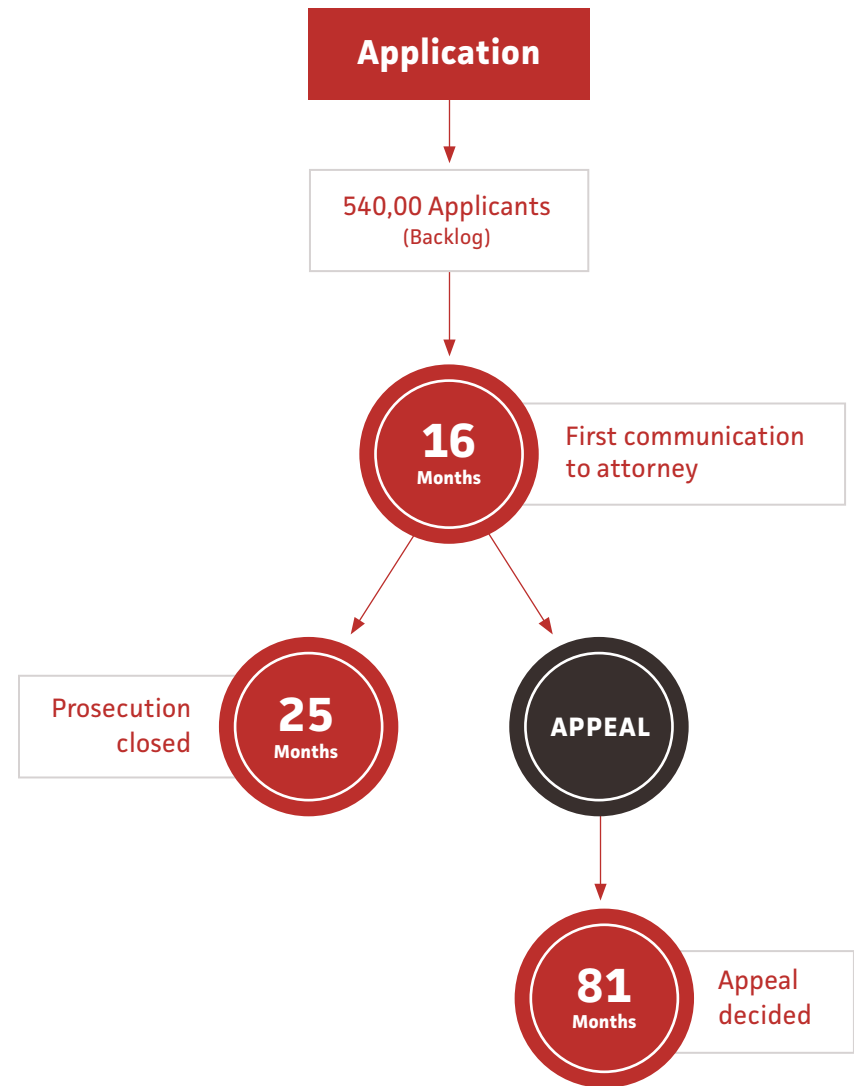 Application
540,00 Applicants
(Backlog)
16
Months
First communication
to attorney
25
Months
Prosecution
closed
APPEAL
81
Months
Appeal
decided